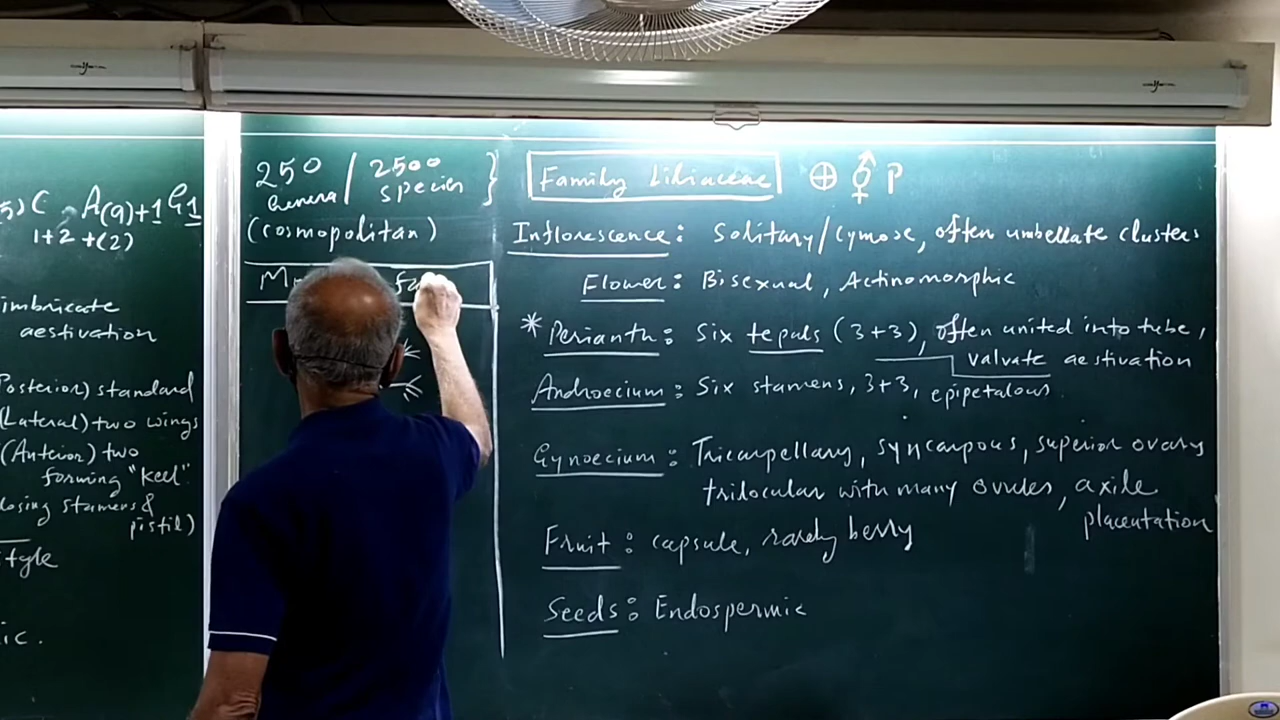 5) C A(9)+1 G1
1+2+(2)
imbricate
aestivation
Posterior) standard
(Lateral) two wings
(Anterior) two
forming "keel".
losing stamens &
pistil)
style
ic.
250 / 2500 }
Genera species
(cosmopolitan)
Family Liliaceae ⊕ ⚥ P
Inflorescence: Solitary/Cymose, often umbellate clusters
Flower: Bisexual, Actinomorphic
*Perianth: Six tepals (3+3), often united into tube,
valvate aestivation
Androecium: Six stamens, 3+3, epipetalous.
Gynoecium: Tricarpellary, syncarpous, superior ovary
trilocular with many ovules, axile
placentation
Fruit: capsule, rarely berry
Seeds: Endospermic